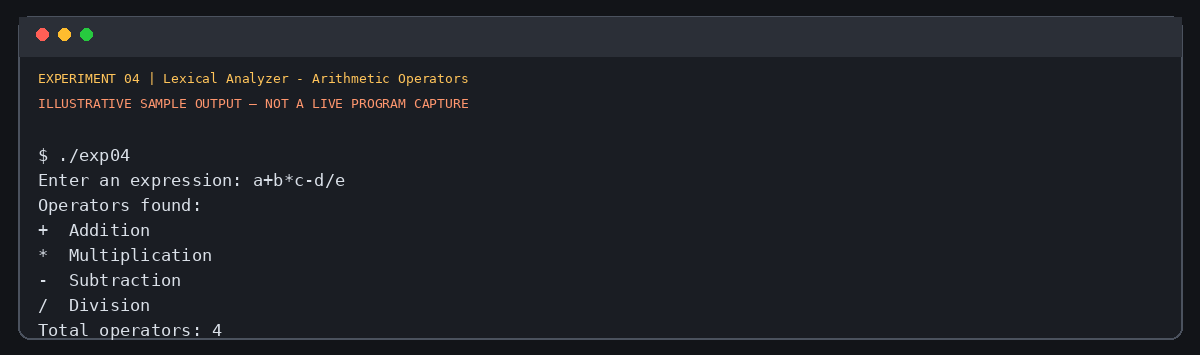 EXPERIMENT 04 | Lexical Analyzer - Arithmetic Operators
ILLUSTRATIVE SAMPLE OUTPUT — NOT A LIVE PROGRAM CAPTURE
$ ./exp04
Enter an expression: a+b*c-d/e
Operators found:
+  Addition
*  Multiplication
-  Subtraction
/  Division
Total operators: 4